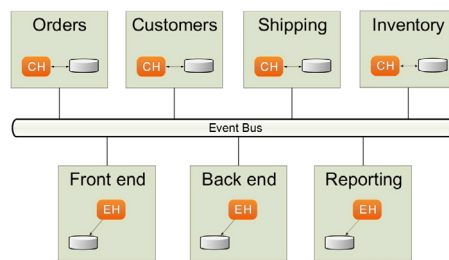 Orders
Customers
Shipping
Inventory
CH
CH
CH
CH
Event Bus
Front end
Back end
Reporting
EH
EH
EH